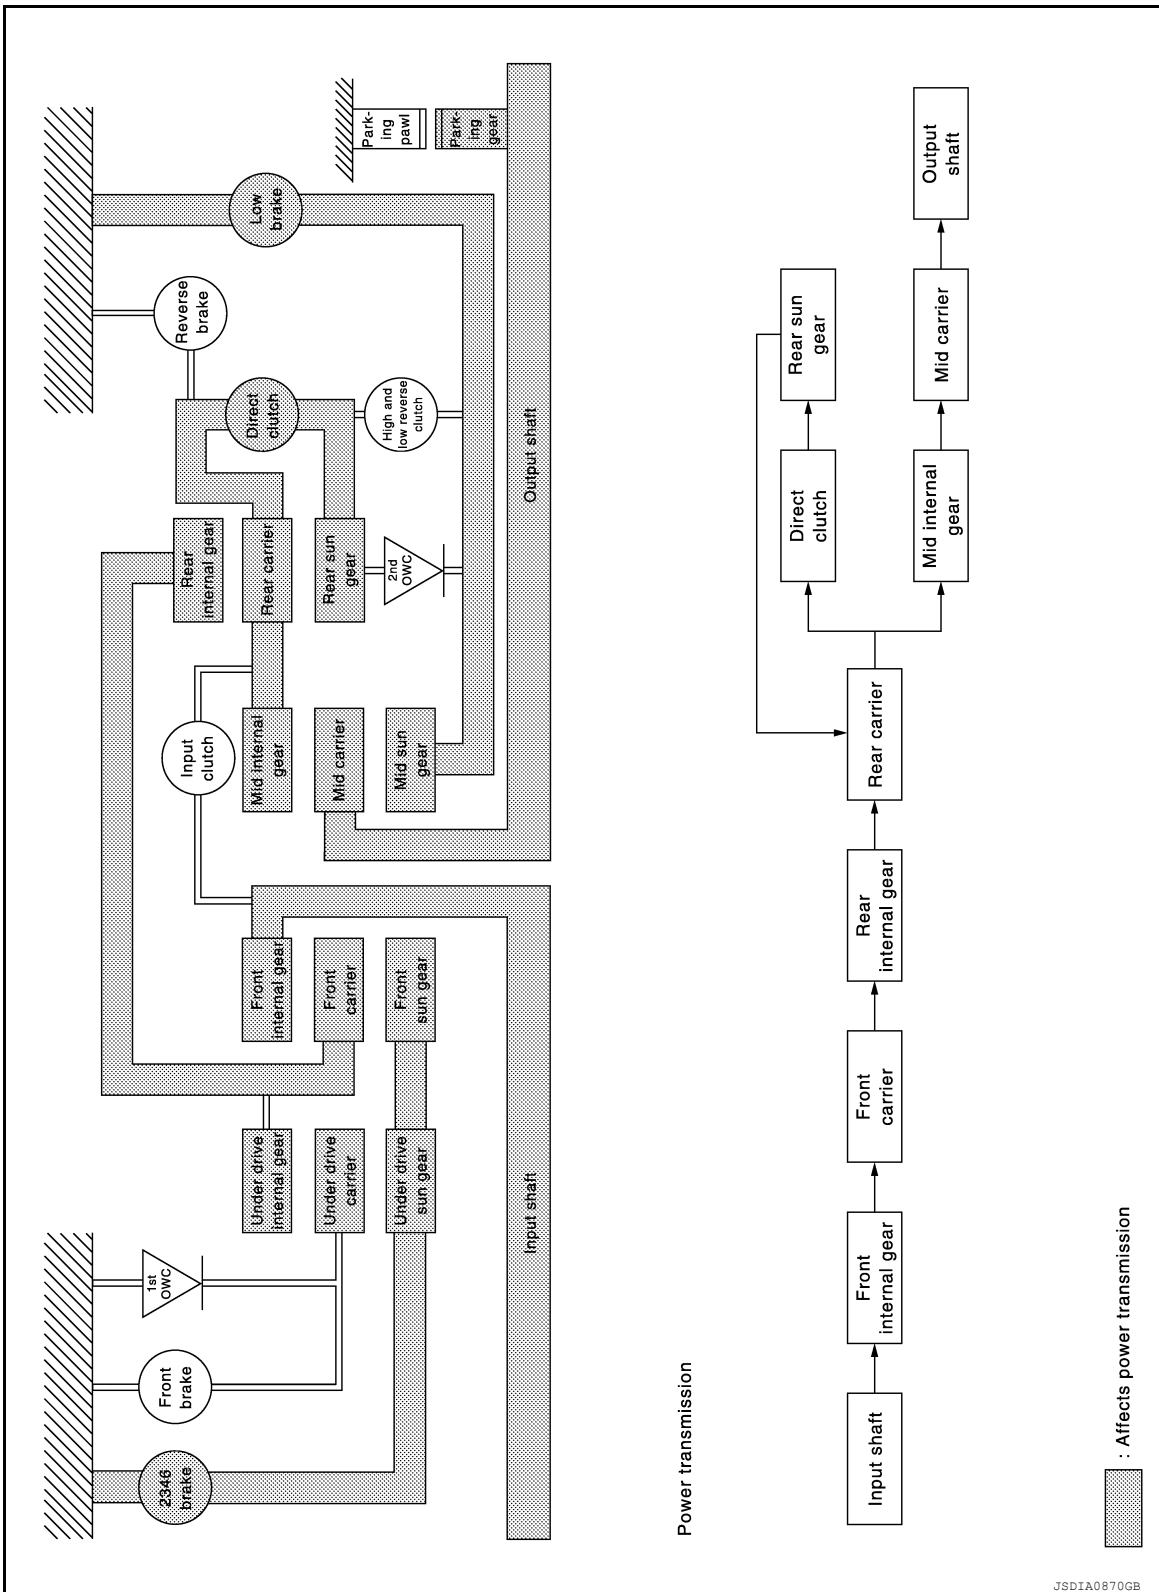 2346
brake
Front
brake
1st
OWC
Under drive
internal gear
Under drive
carrier
Under drive
sun gear
Front
internal gear
Front
carrier
Front
sun gear
Input shaft
Input
clutch
Mid internal
gear
Mid carrier
Mid sun
gear
Rear
internal gear
Rear carrier
Rear sun
gear
2nd
OWC
Direct
clutch
High and
low reverse
clutch
Reverse
brake
Low
brake
Park-
ing
pawl
Park-
ing
gear
Output shaft
Power transmission
Input shaft
Front
internal gear
Front
carrier
Rear
internal gear
Rear carrier
Direct
clutch
Rear sun
gear
Mid internal
gear
Mid carrier
Output
shaft
: Affects power transmission
JSDIA0870GB